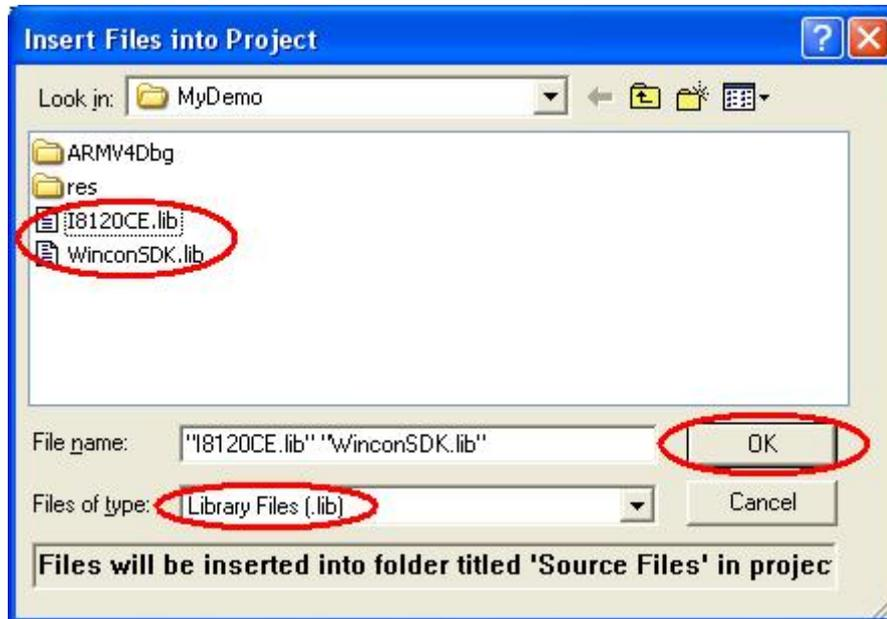 Insert Files into Project
Look in: MyDemo
ARMV4Dbg
res
I8120CE.lib
WinconSDK.lib
File name: "I8120CE.lib" "WinconSDK.lib" OK
Files of type: Library Files (.lib) Cancel
Files will be inserted into folder titled 'Source Files' in projec